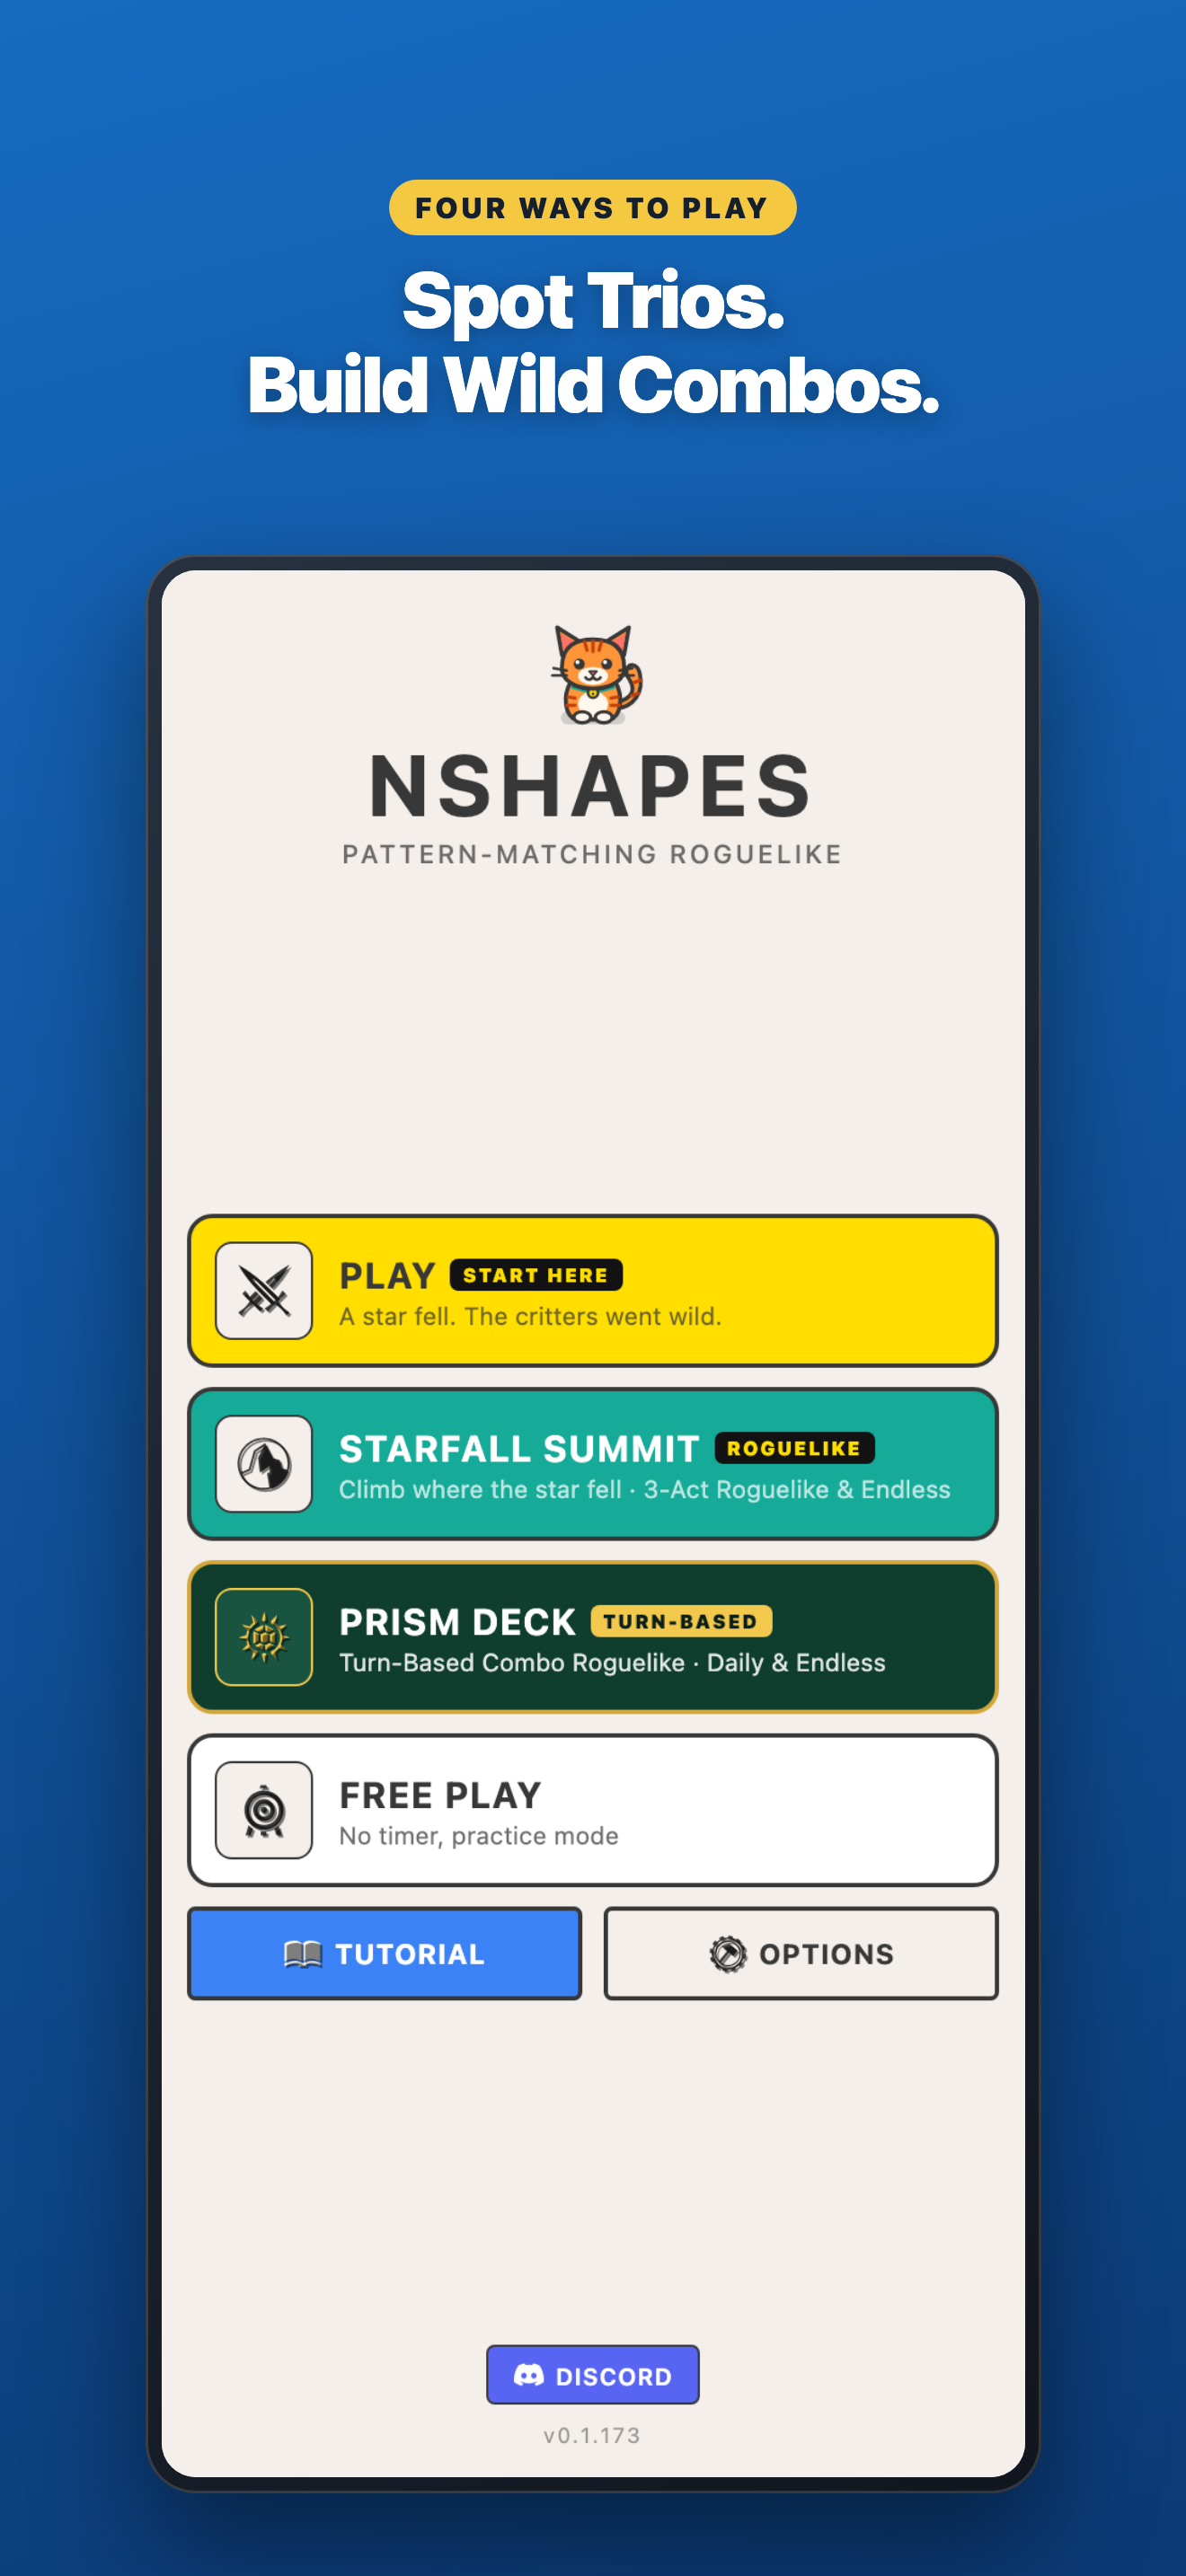 FOUR WAYS TO PLAY
Spot Trios.
Build Wild Combos.
NSHAPES
PATTERN-MATCHING ROGUELIKE
PLAY START HERE
A star fell. The critters went wild.
STARFALL SUMMIT ROGUELIKE
Climb where the star fell · 3-Act Roguelike & Endless
PRISM DECK TURN-BASED
Turn-Based Combo Roguelike · Daily & Endless
FREE PLAY
No timer, practice mode
TUTORIAL
OPTIONS
DISCORD
v0.1.173